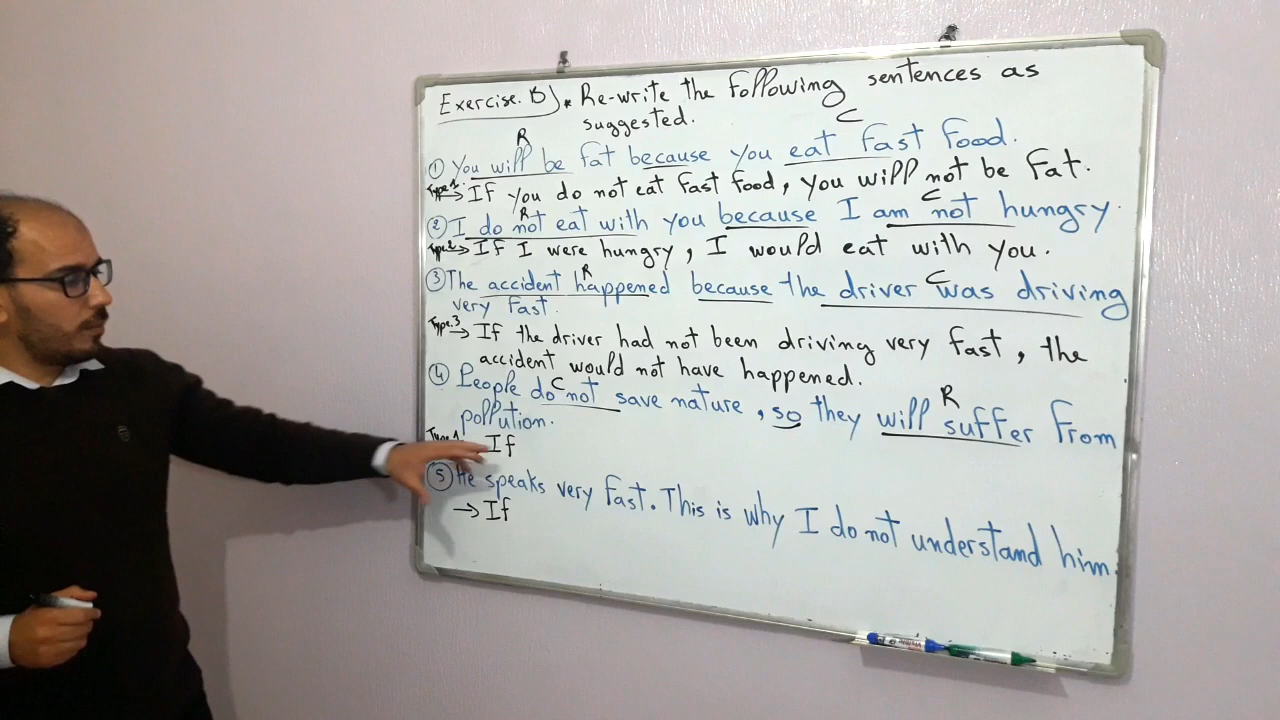 Exercise. B) * Re-write the following sentences as
suggested.
R C
① You will be fat because you eat fast food.
Type.1 → If you do not eat fast food, you will not be fat.
R C
② I do not eat with you because I am not hungry.
Type.2 → If I were hungry, I would eat with you.
R C
③ The accident happened because the driver was driving
very fast.
Type.3 → If the driver had not been driving very fast, the
accident would not have happened.
C R
④ People do not save nature, so they will suffer from
pollution.
Type.1 If
⑤ He speaks very fast. This is why I do not understand him.
→ If